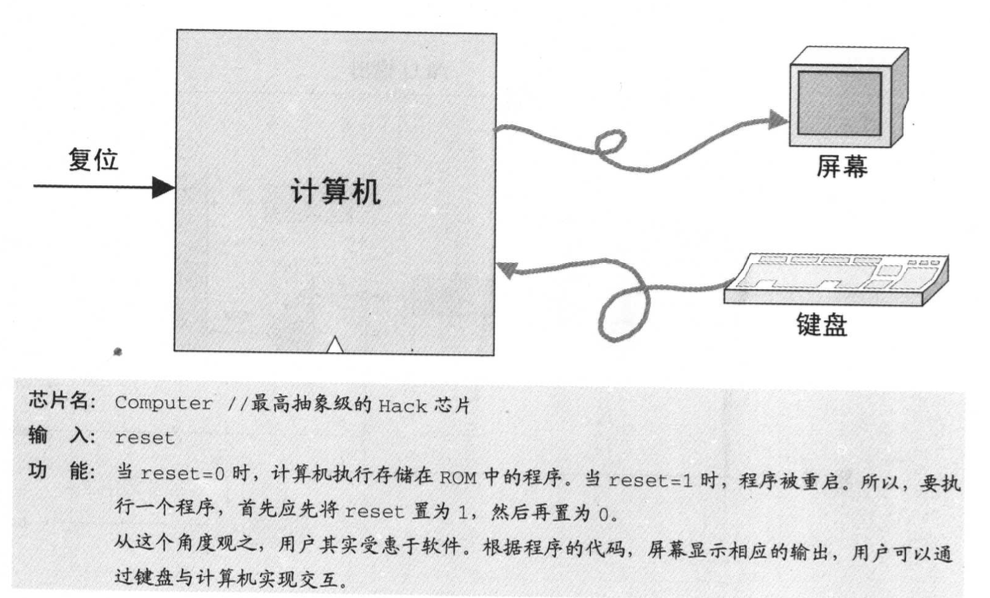 复位
计算机
屏幕
键盘
芯片名: Computer //最高抽象级的 Hack 芯片
输 入: reset
功 能: 当 reset=0 时，计算机执行存储在 ROM 中的程序。当 reset=1 时，程序被重启。所以，要执
行一个程序，首先应先将 reset 置为 1，然后再置为 0。
从这个角度观之，用户其实受惠于软件。根据程序的代码，屏幕显示相应的输出，用户可以通
过键盘与计算机实现交互。